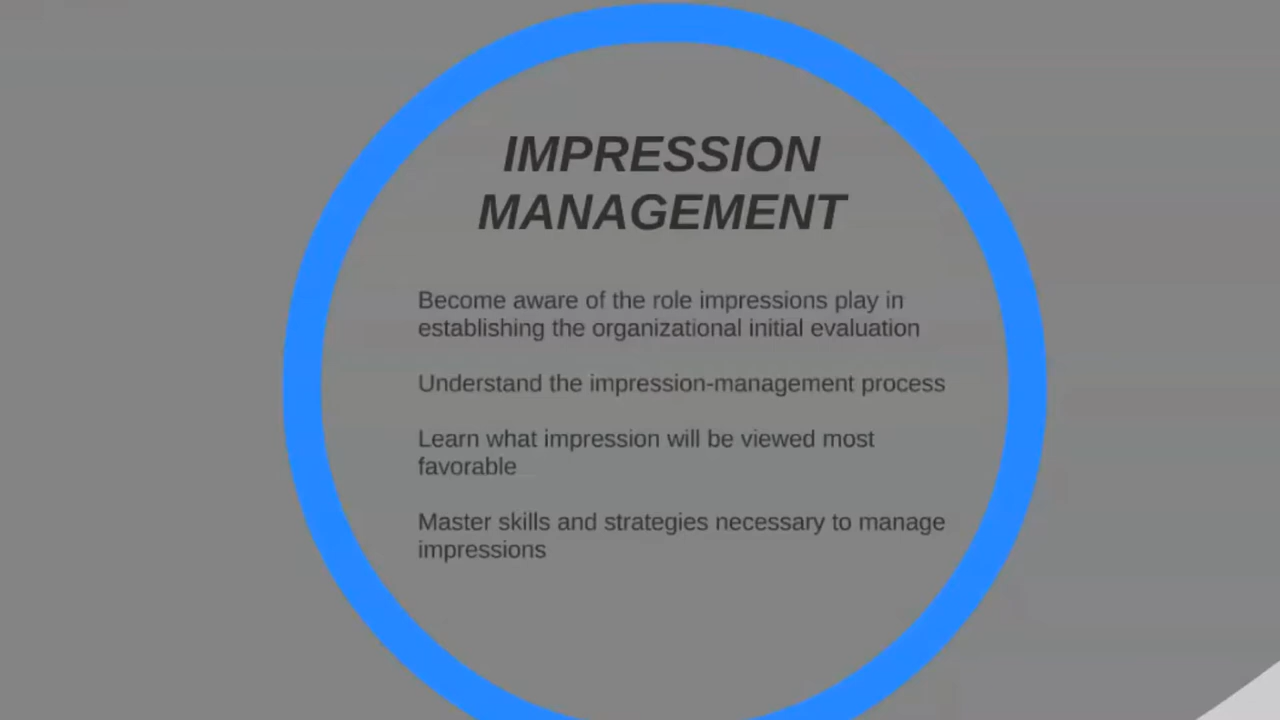 IMPRESSION
MANAGEMENT
Become aware of the role impressions play in
establishing the organizational initial evaluation
Understand the impression-management process
Learn what impression will be viewed most
favorable
Master skills and strategies necessary to manage
impressions